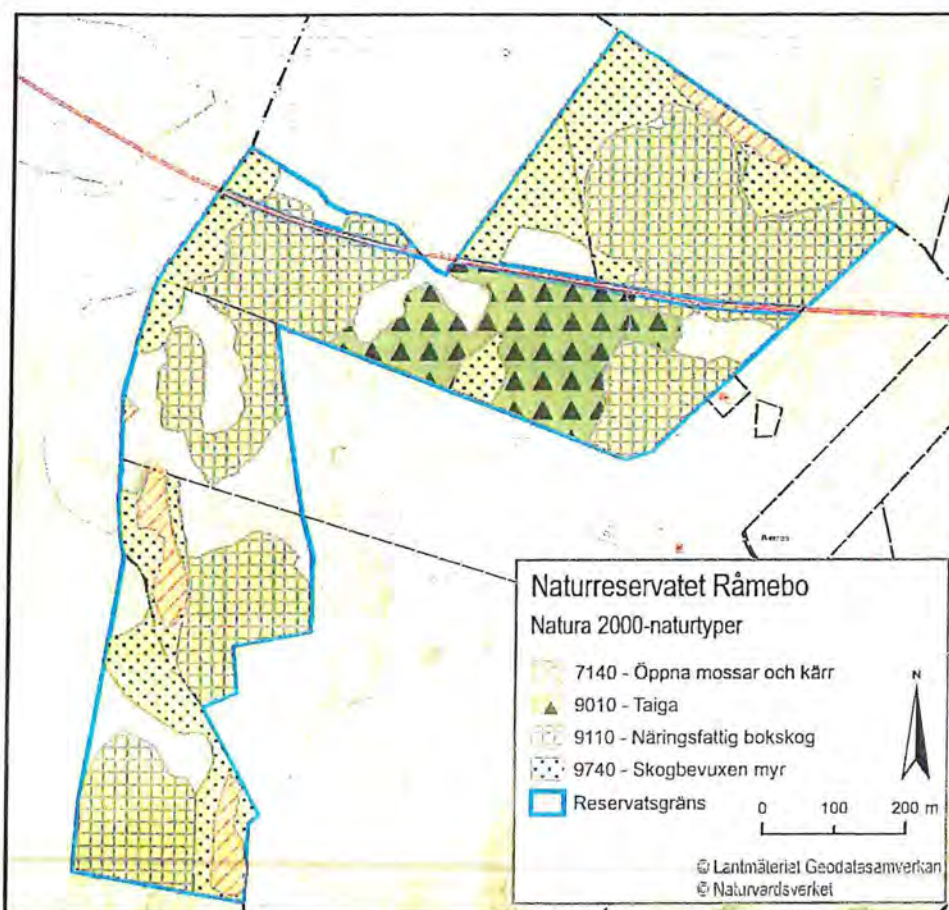 Naturreservatet Råmebo
Natura 2000-naturtyper
7140 - Öppna mossar och kärr
9010 - Taiga
9110 - Näringsfattig bokskog
9740 - Skogbevuxen myr
Reservatsgräns
N
0 100 200 m
© Lantmäteriet Geodatasamverkan
© Naturvårdsverket